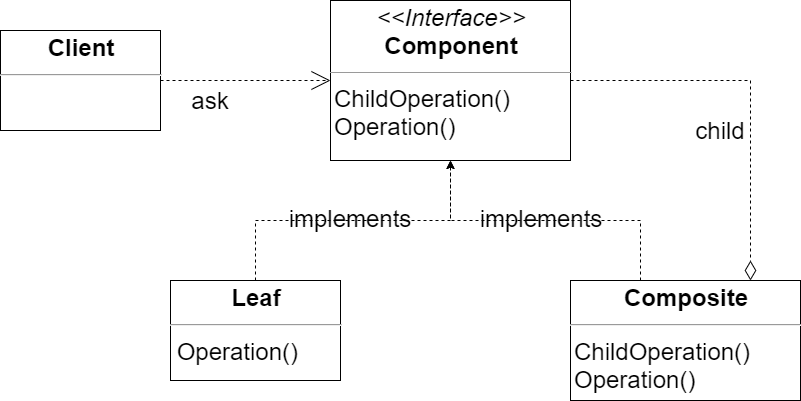 Client
ask
<<Interface>>
Component
ChildOperation()
Operation()
child
implements
implements
Leaf
Operation()
Composite
ChildOperation()
Operation()